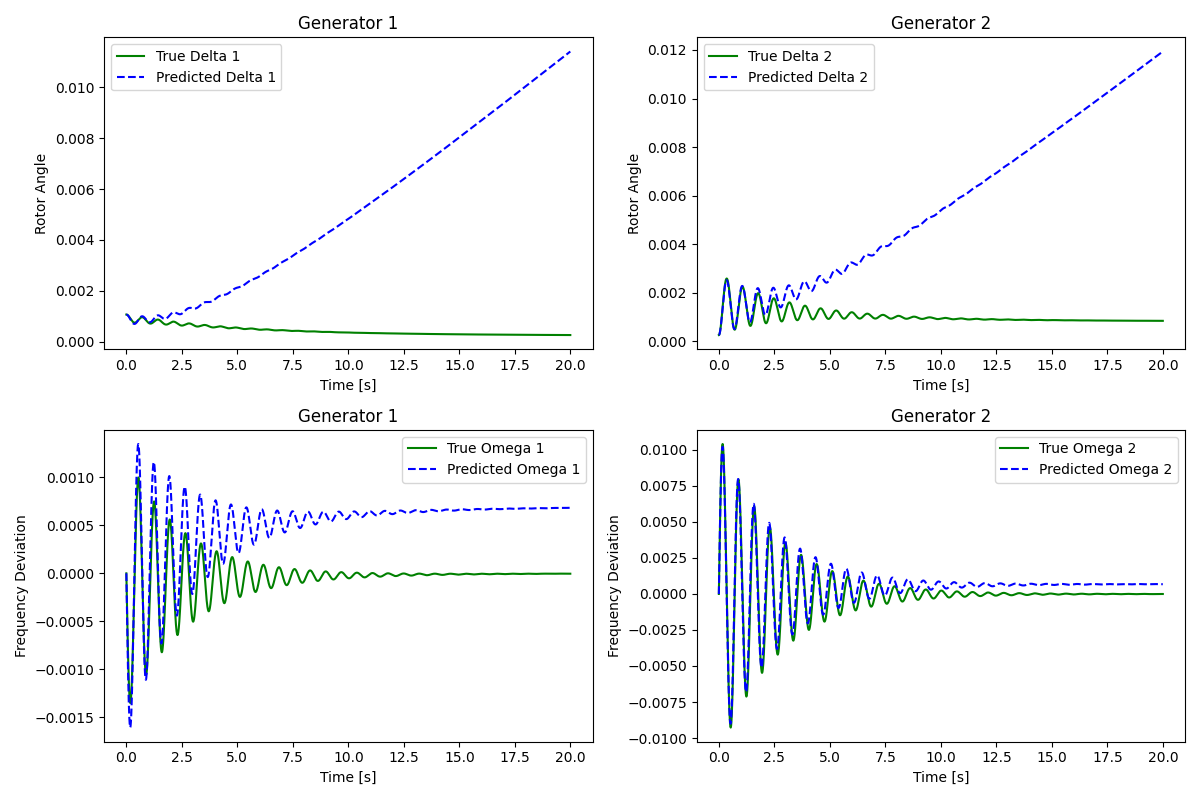 Generator 1
True Delta 1
Predicted Delta 1
Rotor Angle
0.010
0.008
0.006
0.004
0.002
0.000
0.0 2.5 5.0 7.5 10.0 12.5 15.0 17.5 20.0
Time [s]
Generator 2
True Delta 2
Predicted Delta 2
Rotor Angle
0.012
0.010
0.008
0.006
0.004
0.002
0.000
0.0 2.5 5.0 7.5 10.0 12.5 15.0 17.5 20.0
Time [s]
Generator 1
True Omega 1
Predicted Omega 1
Frequency Deviation
0.0010
0.0005
0.0000
−0.0005
−0.0010
−0.0015
0.0 2.5 5.0 7.5 10.0 12.5 15.0 17.5 20.0
Time [s]
Generator 2
True Omega 2
Predicted Omega 2
Frequency Deviation
0.0100
0.0075
0.0050
0.0025
0.0000
−0.0025
−0.0050
−0.0075
−0.0100
0.0 2.5 5.0 7.5 10.0 12.5 15.0 17.5 20.0
Time [s]